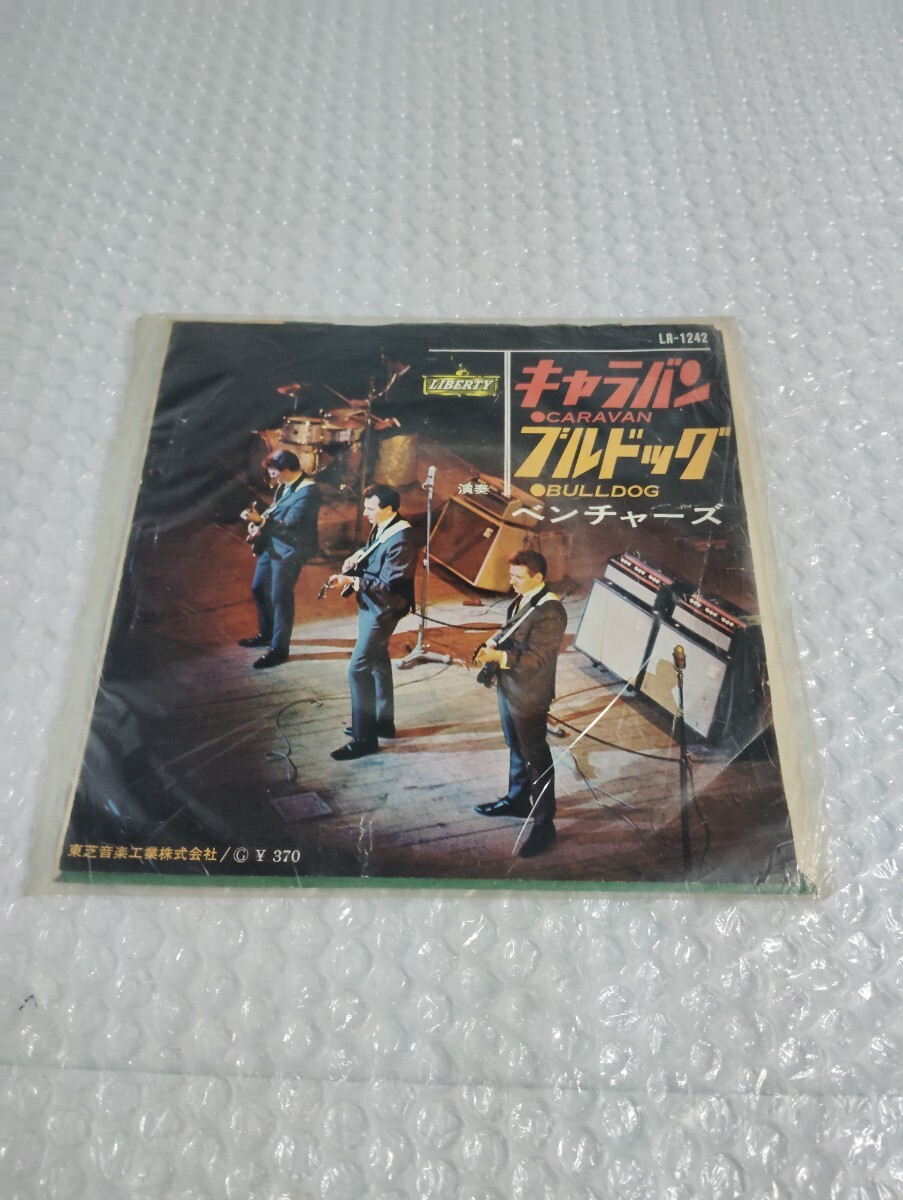 LR-1242
LIBERTY
キャラバン
●CARAVAN
ブルドッグ
●BULLDOG
演奏
ベンチャーズ
東芝音楽工業株式会社/Ⓖ ¥370